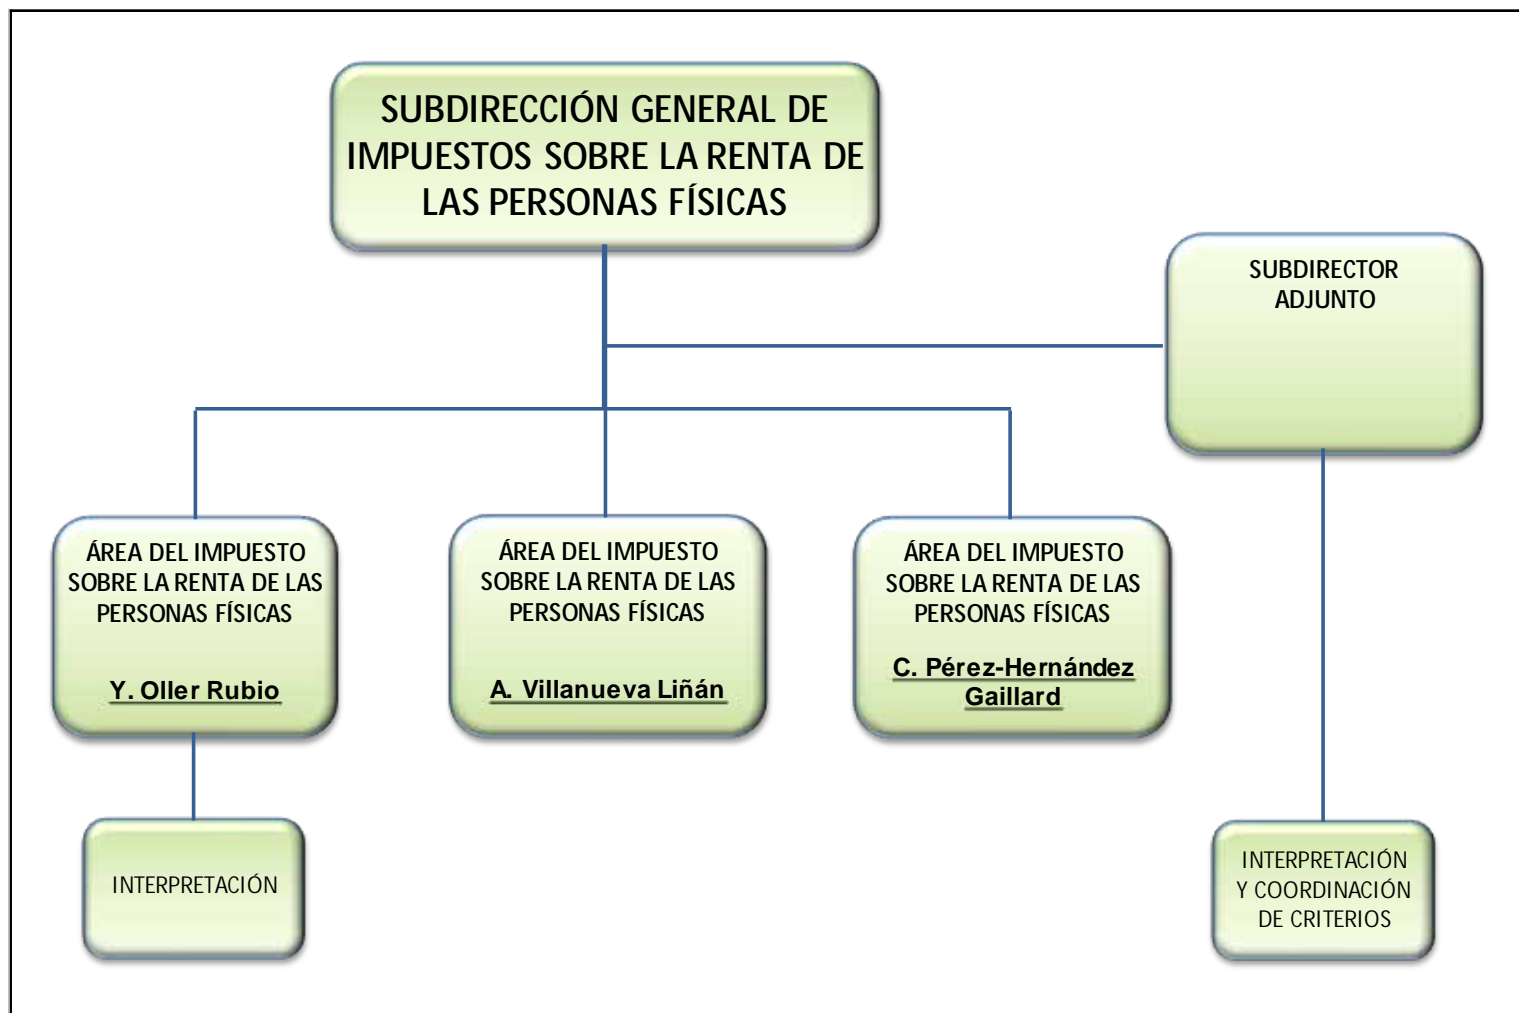 SUBDIRECCIÓN GENERAL DE
IMPUESTOS SOBRE LA RENTA DE
LAS PERSONAS FÍSICAS
SUBDIRECTOR
ADJUNTO
ÁREA DEL IMPUESTO
SOBRE LA RENTA DE LAS
PERSONAS FÍSICAS
Y. Oller Rubio
ÁREA DEL IMPUESTO
SOBRE LA RENTA DE LAS
PERSONAS FÍSICAS
A. Villanueva Liñán
ÁREA DEL IMPUESTO
SOBRE LA RENTA DE LAS
PERSONAS FÍSICAS
C. Pérez-Hernández
Gaillard
INTERPRETACIÓN
INTERPRETACIÓN
Y COORDINACIÓN
DE CRITERIOS